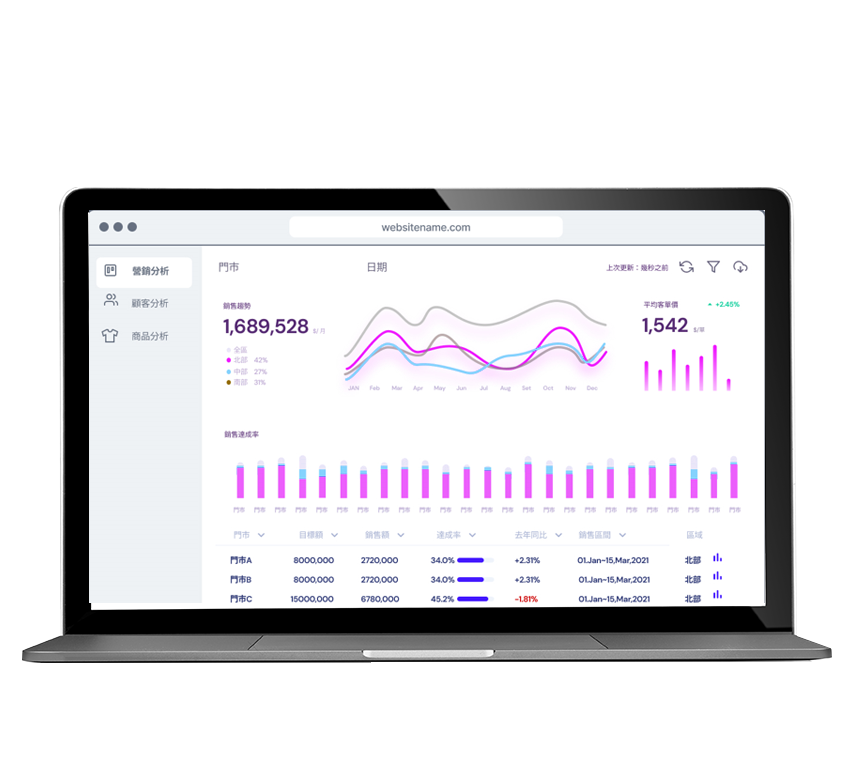 websitename.com
營銷分析
顧客分析
商品分析
門市 日期 上次更新：幾秒之前
銷售趨勢
1,689,528 $/月
全區
北部 42%
中部 27%
南部 31%
JAN Feb Mar Apr May Jun Jul Aug Set Oct Nov Dec
平均客單價 +2.45%
1,542 $/單
銷售達成率
門市 門市 門市 門市 門市 門市 門市 門市 門市 門市 門市 門市 門市 門市 門市 門市 門市 門市 門市 門市 門市 門市 門市 門市 門市
門市 目標額 銷售額 達成率 去年同比 銷售區間 區域
門市A 8000,000 2720,000 34.0% +2.31% 01.Jan~15,Mar,2021 北部
門市B 8000,000 2720,000 34.0% +2.31% 01.Jan~15,Mar,2021 北部
門市C 15000,000 6780,000 45.2% -1.81% 01.Jan~15,Mar,2021 北部